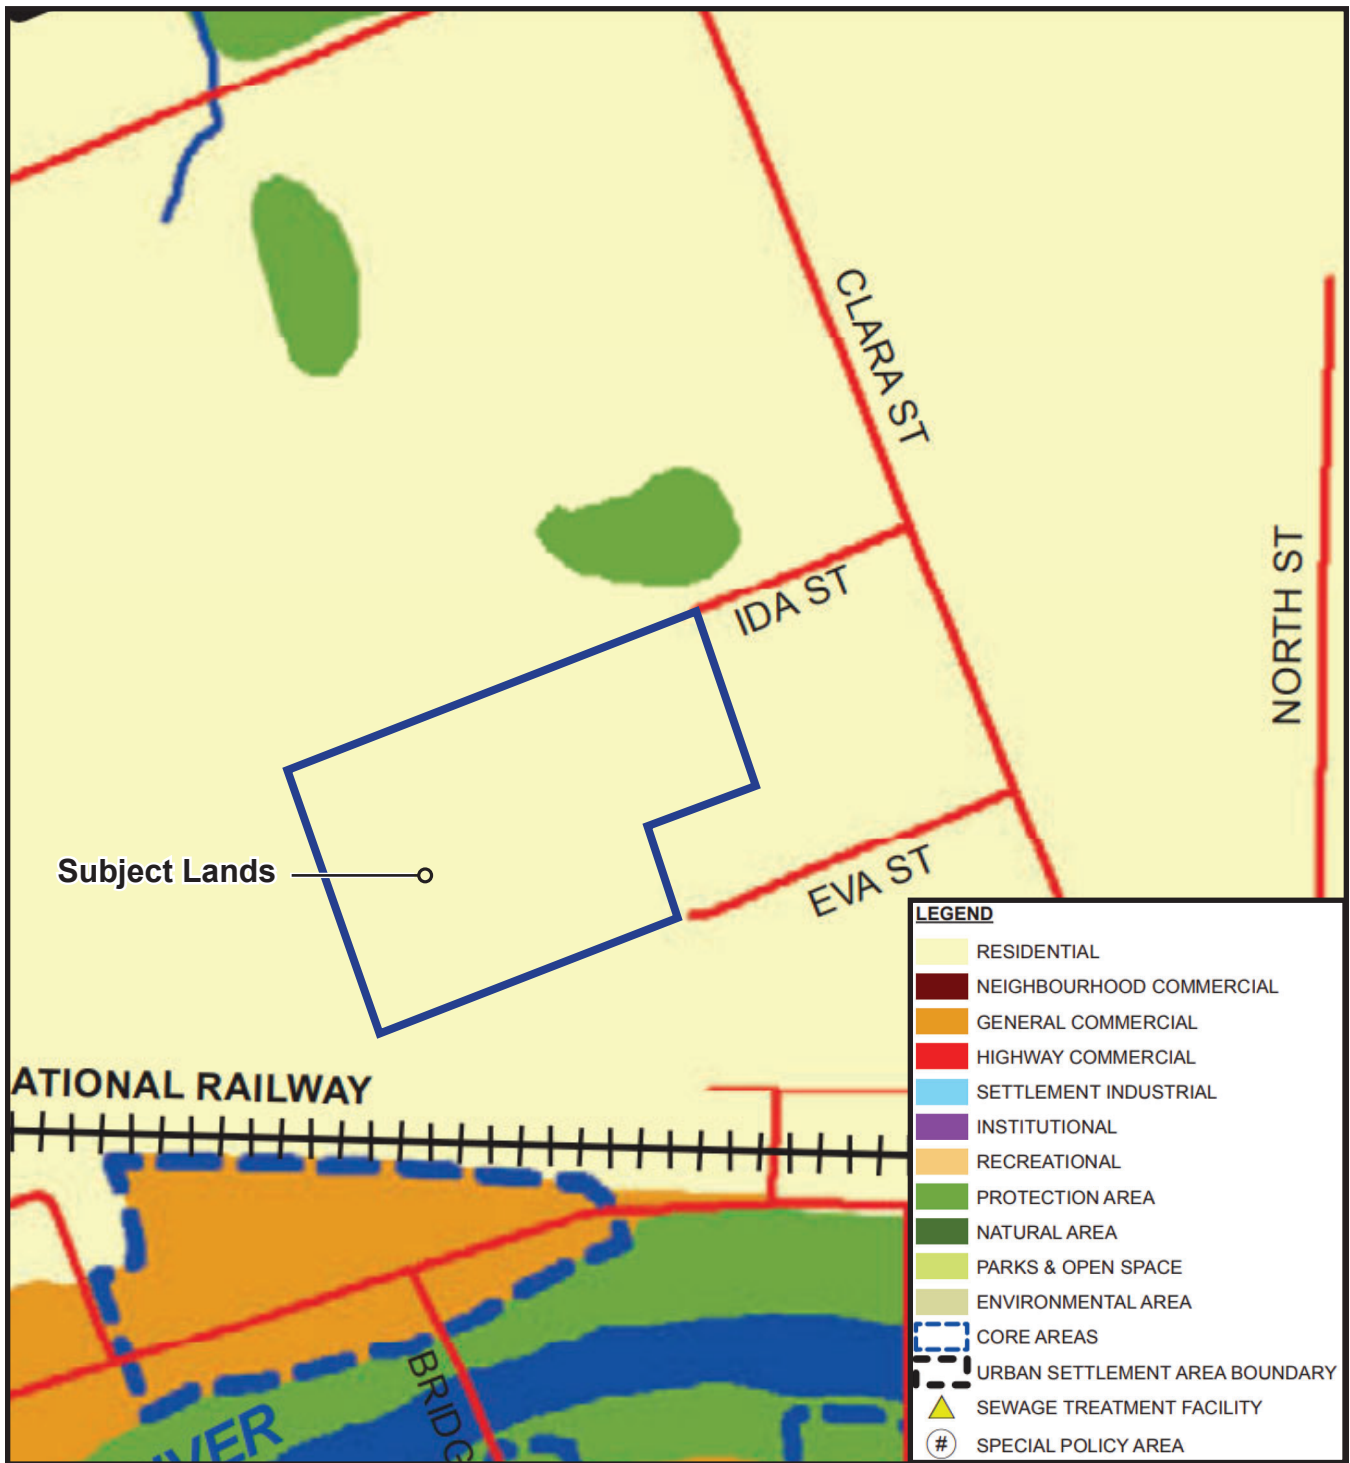 CLARA ST
NORTH ST
IDA ST
Subject Lands
EVA ST
ATIONAL RAILWAY
BRIDG
IVER
LEGEND
RESIDENTIAL
NEIGHBOURHOOD COMMERCIAL
GENERAL COMMERCIAL
HIGHWAY COMMERCIAL
SETTLEMENT INDUSTRIAL
INSTITUTIONAL
RECREATIONAL
PROTECTION AREA
NATURAL AREA
PARKS & OPEN SPACE
ENVIRONMENTAL AREA
CORE AREAS
URBAN SETTLEMENT AREA BOUNDARY
SEWAGE TREATMENT FACILITY
# SPECIAL POLICY AREA